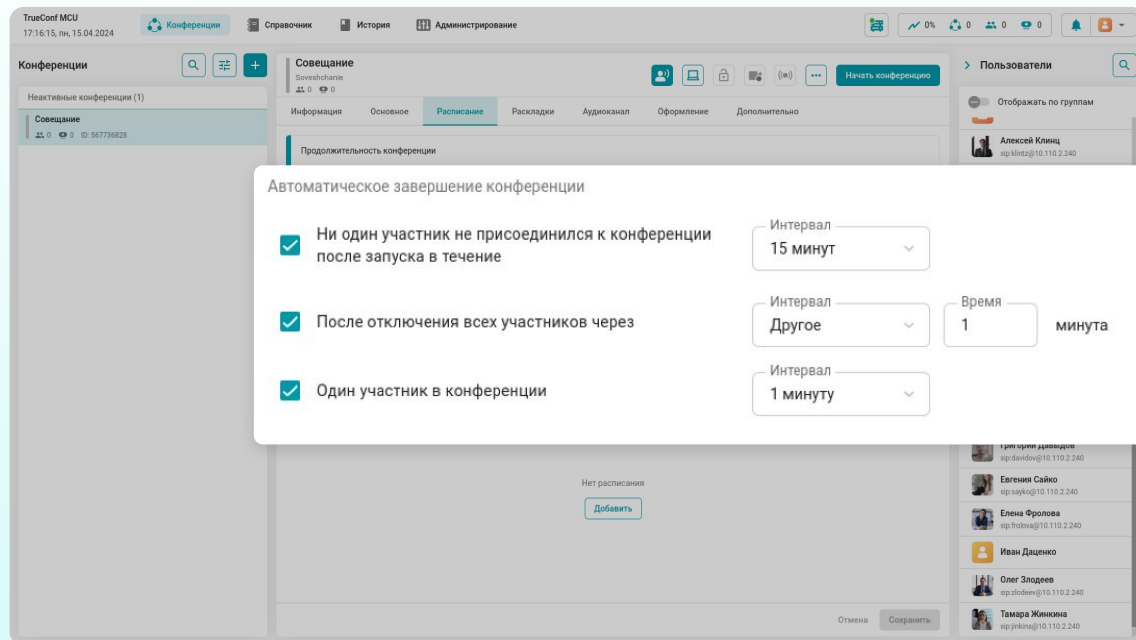 TrueConf MCU
17:16:15, пн, 15.04.2024
Конференции
Справочник
История
Администрирование
0%
0
0
0
Конференции
Неактивные конференции (1)
Совещание
0 0 ID: 567736828
Совещание
Soveshchanie
0 0
Начать конференцию
Информация
Основное
Расписание
Раскладки
Аудиоканал
Оформление
Дополнительно
Продолжительность конференции
Автоматическое завершение конференции
Ни один участник не присоединился к конференции
после запуска в течение
Интервал
15 минут
После отключения всех участников через
Интервал
Другое
Время
1
минута
Один участник в конференции
Интервал
1 минуту
Нет расписания
Добавить
Отмена
Сохранить
Пользователи
Отображать по группам
Алексей Клинц
sip:klintz@10.110.2.240
Григорий Давыдов
sip:davidov@10.110.2.240
Евгения Сайко
sip:sayko@10.110.2.240
Елена Фролова
sip:frolova@10.110.2.240
Иван Даценко
Олег Злодеев
sip:zlodeev@10.110.2.240
Тамара Жинкина
sip:jinkina@10.110.2.240